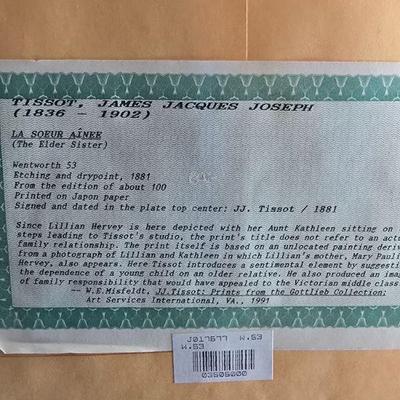 TISSOT, JAMES JACQUES JOSEPH
(1836 - 1902)
LA SOEUR AÎNEE
(The Elder Sister)
Wentworth 53
Etching and drypoint, 1881
From the edition of about 100
Printed on Japon paper
Signed and dated in the plate top center: JJ. Tissot / 1881
Since Lillian Hervey is here depicted with her Aunt Kathleen sitting on
steps leading to Tissot's studio, the print's title does not refer to an actu
family relationship. The print itself is based on an unlocated painting deriv
from a photograph of Lillian and Kathleen in which Lillian's mother, Mary Pauli
Hervey, also appears. Here Tissot introduces a sentimental element by suggesti
the dependence of a young child on an older relative. He also produced an imag
of family responsibility that would have appealed to the Victorian middle class
-- W.E.Misfeldt, JJ.Tissot: Prints from the Gottlieb Collection;
Art Services International, VA., 1991
J017577 W.53
W.53
03505000